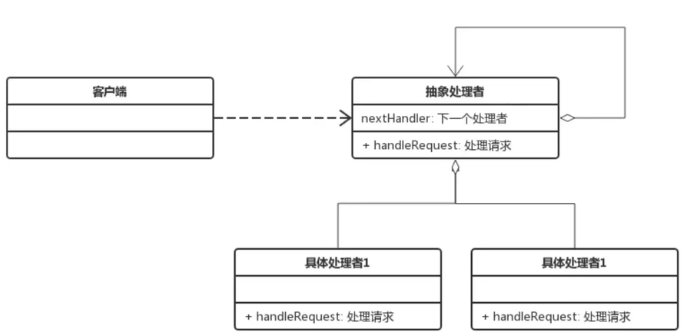 客户端
抽象处理者
nextHandler: 下一个处理者
+ handleRequest: 处理请求
具体处理者1
+ handleRequest: 处理请求
具体处理者1
+ handleRequest: 处理请求